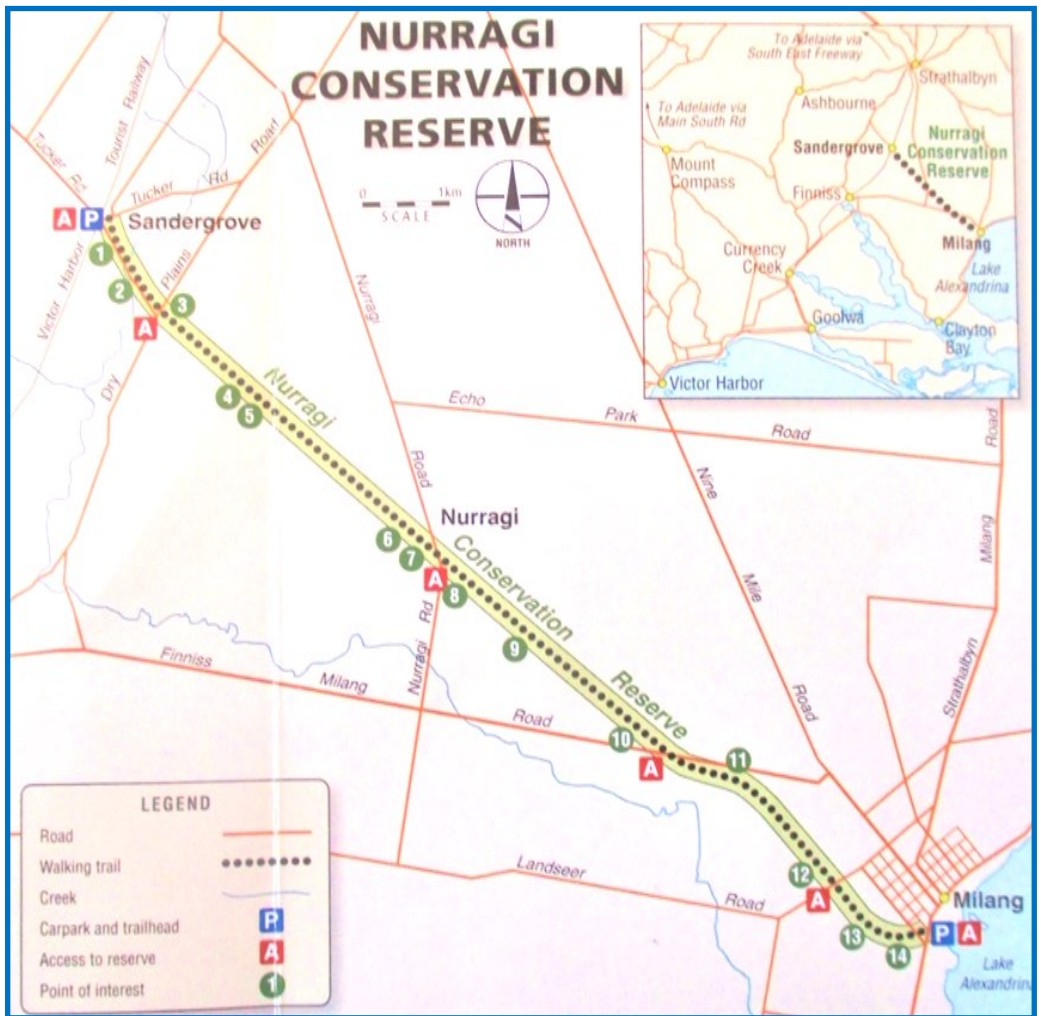 NURRAGI
CONSERVATION
RESERVE
0 1km
SCALE
NORTH
To Adelaide via
South East Freeway
Strathalbyn
Ashbourne
To Adelaide via
Main South Rd
Sandergrove
Nurragi
Conservation
Reserve
Mount
Compass
Finniss
Milang
Currency
Creek
Lake
Alexandrina
Goolwa
Clayton
Bay
Victor Harbor
Tucker Rd
Tourist Railway
Road
Tucker Rd
A P
Sandergrove
1
Victor Harbor
2
Plains
3
A
Dry
Nurragi
4
5
Nurragi
Echo Park Road
Road
Road
Nine
Nurragi
6
7
Conservation
Milang
A
8
Mile
Nurragi Rd
9
Finniss Milang Road
Reserve
Road
Strathalbyn
10
A
11
Landseer Road
12
A
Milang
13
14
P A
Lake
Alexandrina
LEGEND
Road
Walking trail
Creek
Carpark and trailhead P
Access to reserve A
Point of interest 1